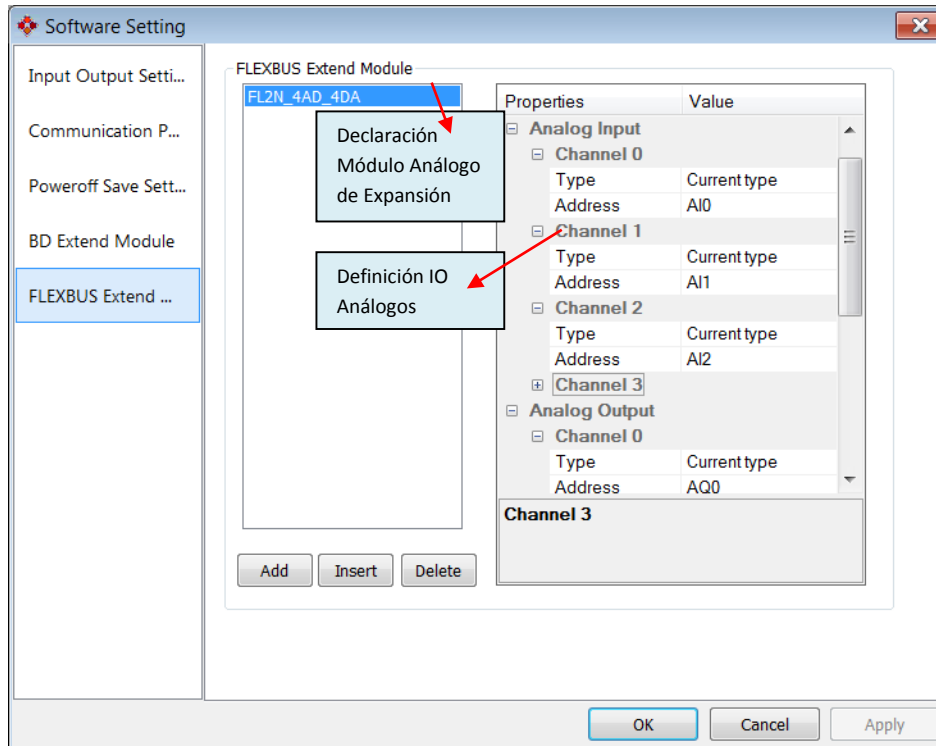 Software Setting
Input Output Setti...
Communication P...
Poweroff Save Sett...
BD Extend Module
FLEXBUS Extend ...
FLEXBUS Extend Module
FL2N_4AD_4DA
Declaración
Módulo Análogo
de Expansión
Definición IO
Análogos
Properties Value
Analog Input
Channel 0
Type Current type
Address AI0
Channel 1
Type Current type
Address AI1
Channel 2
Type Current type
Address AI2
Channel 3
Analog Output
Channel 0
Type Current type
Address AQ0
Channel 3
Add Insert Delete
OK Cancel Apply